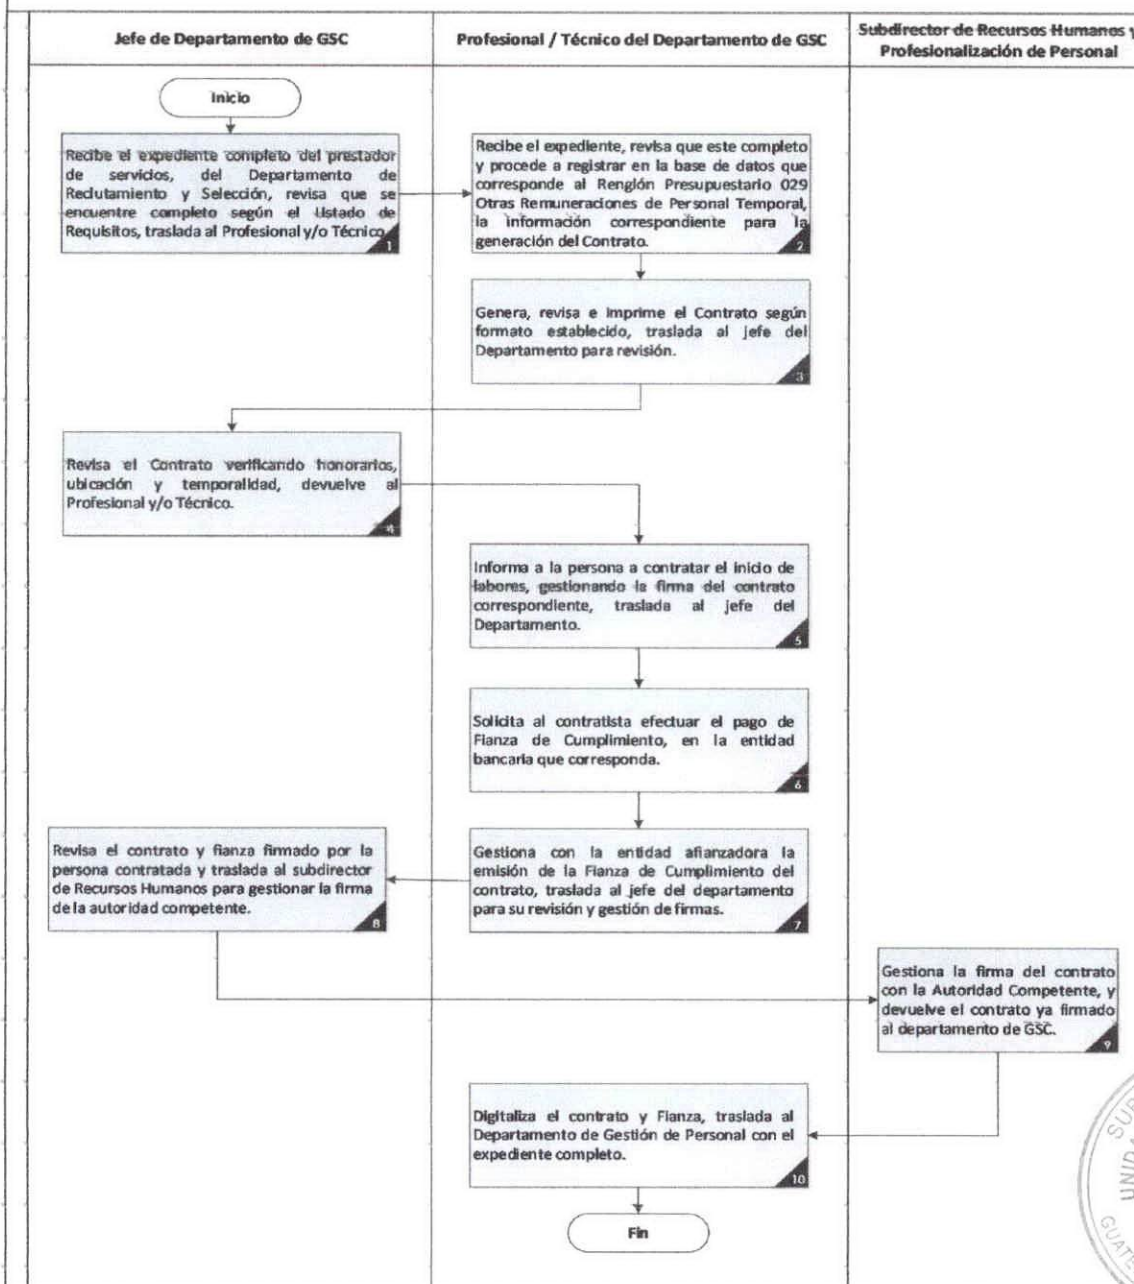 Jefe de Departamento de GSC
Profesional / Técnico del Departamento de GSC
Subdirector de Recursos Humanos y
Profesionalización de Personal
Inicio
Recibe el expediente completo del prestador
de servicios, del Departamento de
Reclutamiento y Selección, revisa que se
encuentre completo según el Listado de
Requisitos, traslada al Profesional y/o Técnico
1
Recibe el expediente, revisa que este completo
y procede a registrar en la base de datos que
corresponde al Renglón Presupuestario 029
Otras Remuneraciones de Personal Temporal,
la información correspondiente para la
generación del Contrato.
2
Genera, revisa e imprime el Contrato según
formato establecido, traslada al jefe del
Departamento para revisión.
3
Revisa el Contrato verificando honorarios,
ubicación y temporalidad, devuelve al
Profesional y/o Técnico.
4
Informa a la persona a contratar el inicio de
labores, gestionando la firma del contrato
correspondiente, traslada al jefe del
Departamento.
5
Solicita al contratista efectuar el pago de
Fianza de Cumplimiento, en la entidad
bancaria que corresponda.
6
Gestiona con la entidad afianzadora la
emisión de la Fianza de Cumplimiento del
contrato, traslada al jefe del departamento
para su revisión y gestión de firmas.
7
Revisa el contrato y fianza firmado por la
persona contratada y traslada al subdirector
de Recursos Humanos para gestionar la firma
de la autoridad competente.
8
Gestiona la firma del contrato
con la Autoridad Competente, y
devuelve el contrato ya firmado
al departamento de GSC.
9
Digitaliza el contrato y Fianza, traslada al
Departamento de Gestión de Personal con el
expediente completo.
10
Fin